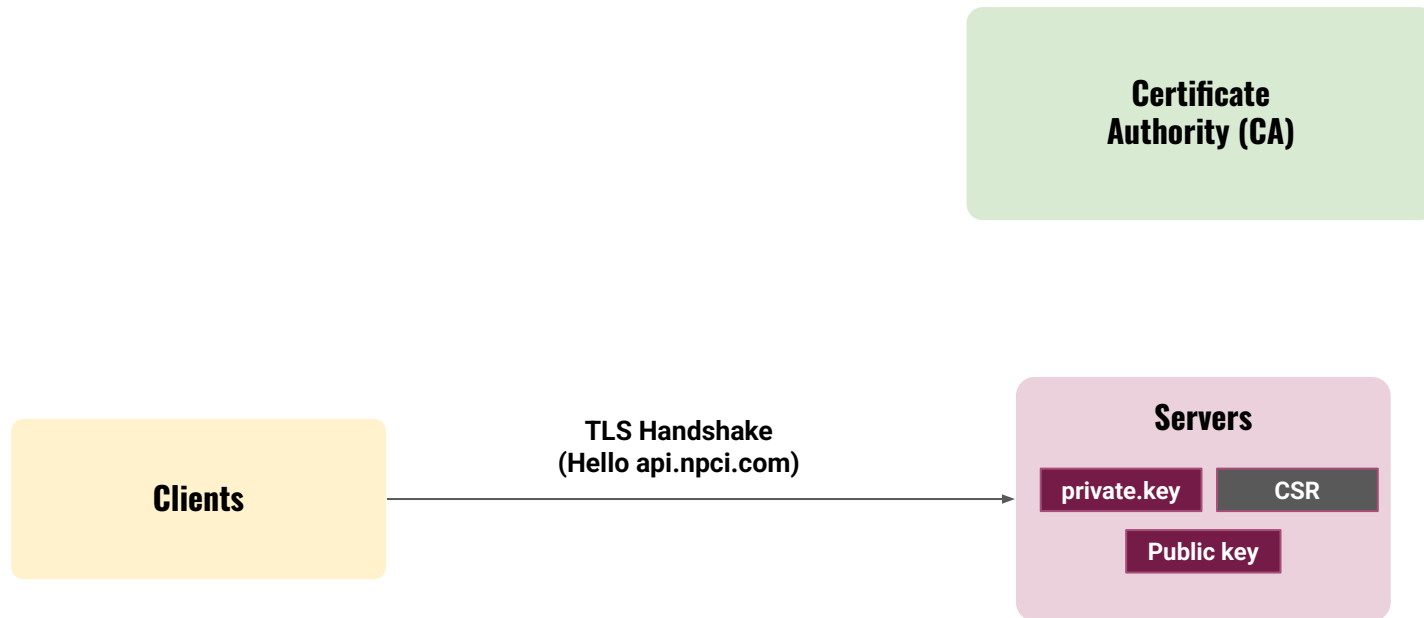 Certificate
Authority (CA)
TLS Handshake
(Hello api.npci.com)
Clients
Servers
private.key
CSR
Public key